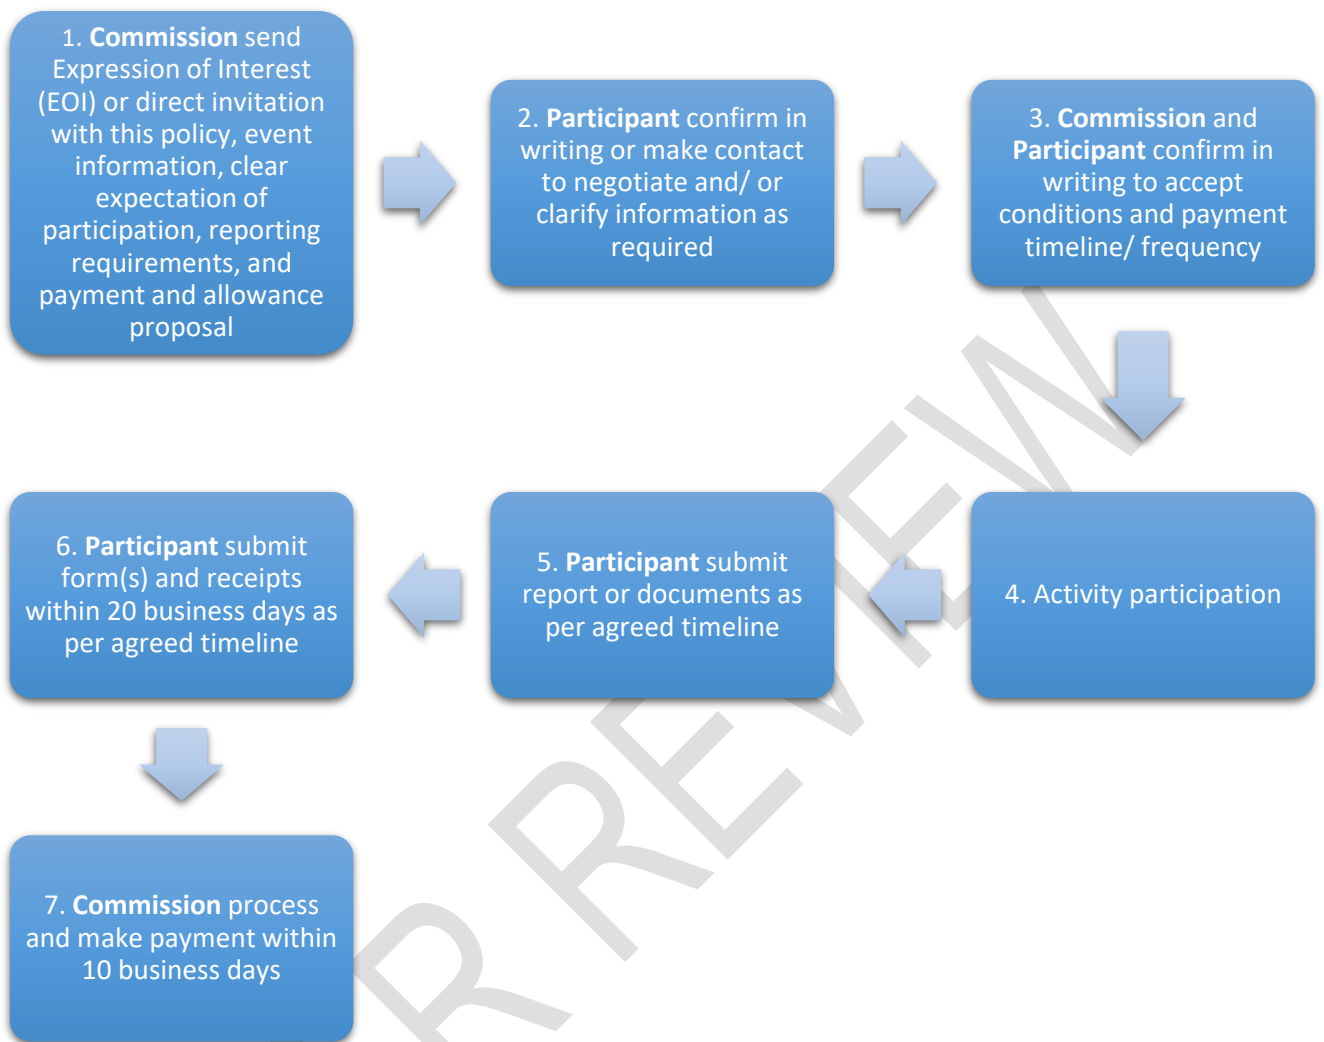 1. Commission send
Expression of Interest
(EOI) or direct invitation
with this policy, event
information, clear
expectation of
participation, reporting
requirements, and
payment and allowance
proposal
2. Participant confirm in
writing or make contact
to negotiate and/ or
clarify information as
required
3. Commission and
Participant confirm in
writing to accept
conditions and payment
timeline/ frequency
4. Activity participation
5. Participant submit
report or documents as
per agreed timeline
6. Participant submit
form(s) and receipts
within 20 business days as
per agreed timeline
7. Commission process
and make payment within
10 business days
R REVIEW